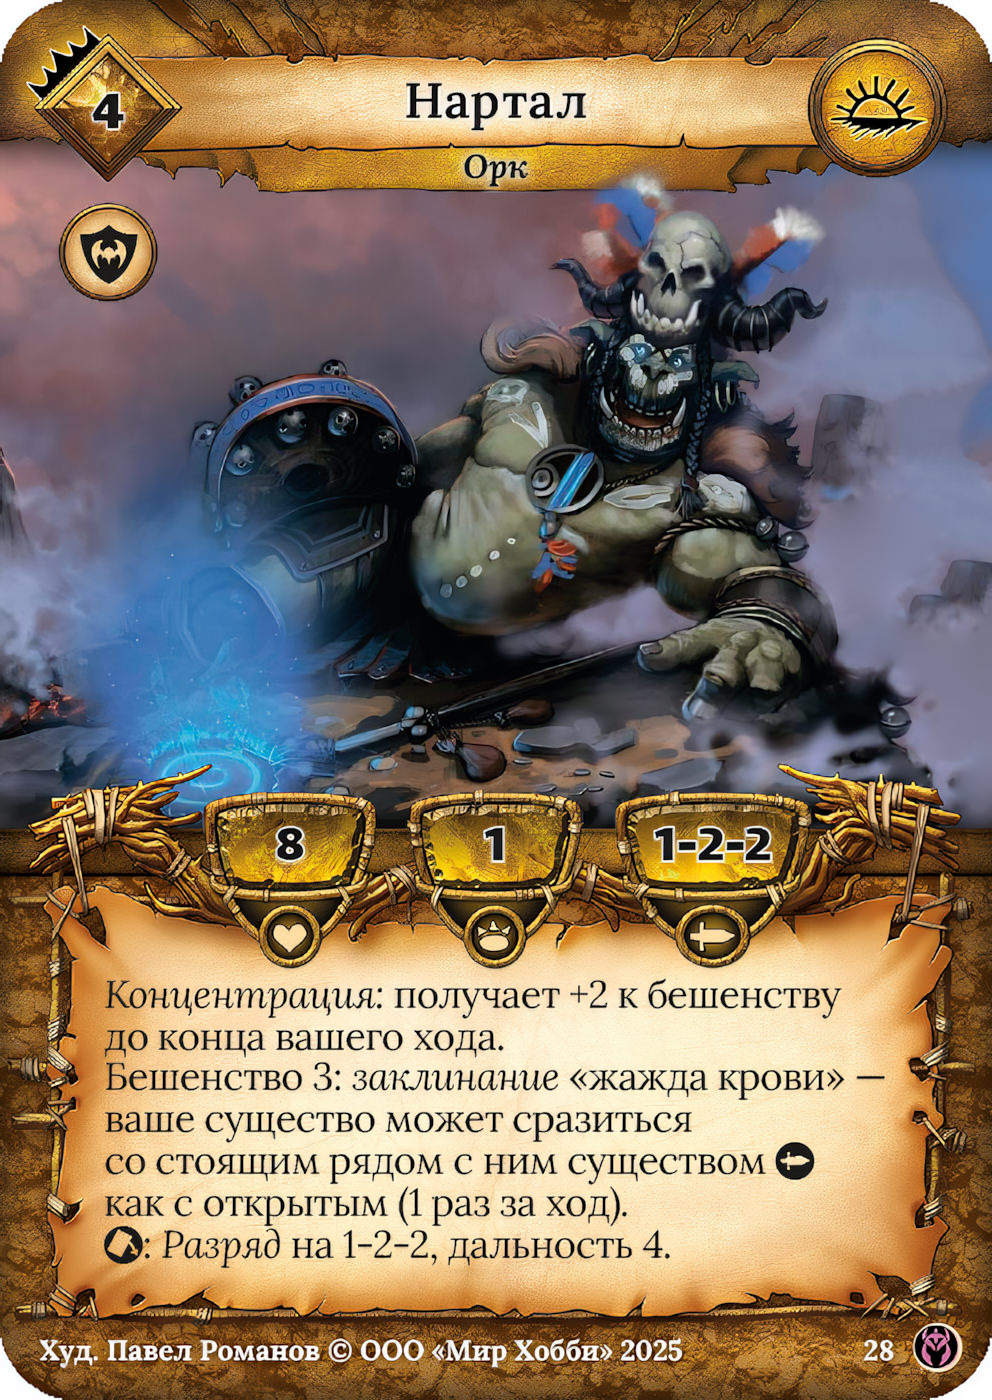 4
Нартал
Орк
8
1
1-2-2
Концентрация: получает +2 к бешенству
до конца вашего хода.
Бешенство 3: заклинание «жажда крови» —
ваше существо может сразиться
со стоящим рядом с ним существом
как с открытым (1 раз за ход).
: Разряд на 1-2-2, дальность 4.
Худ. Павел Романов © ООО «Мир Хобби» 2025
28